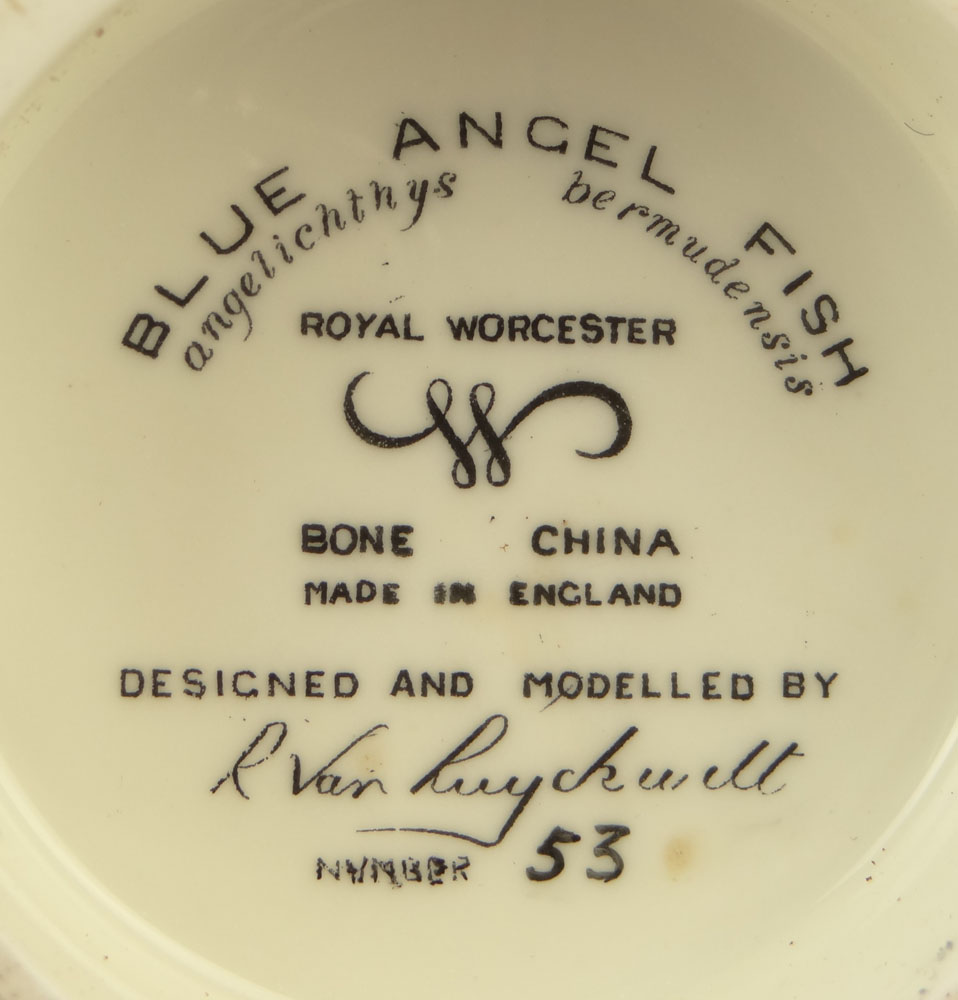 BLUE ANGEL FISH
angelichthys bermudensis
ROYAL WORCESTER
W
BONE CHINA
MADE IN ENGLAND
DESIGNED AND MODELLED BY
R Van Ruyckevelt
NUMBER 53